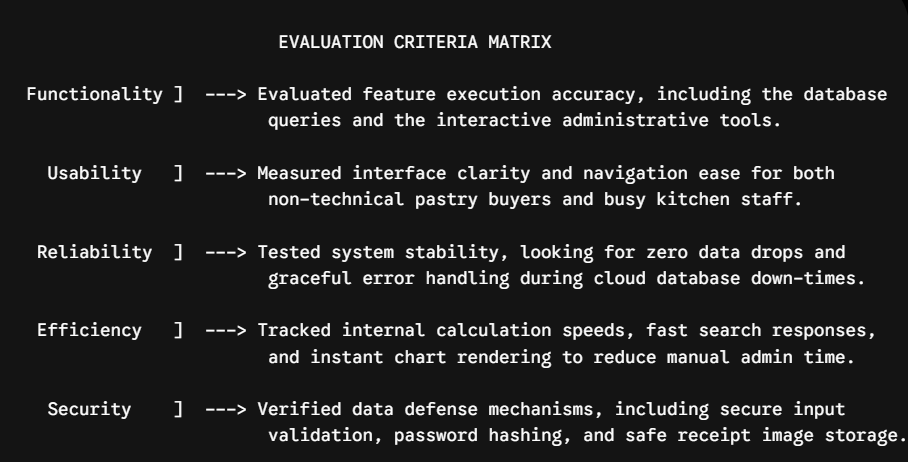 EVALUATION CRITERIA MATRIX
Functionality ] ---> Evaluated feature execution accuracy, including the database
queries and the interactive administrative tools.
Usability ] ---> Measured interface clarity and navigation ease for both
non-technical pastry buyers and busy kitchen staff.
Reliability ] ---> Tested system stability, looking for zero data drops and
graceful error handling during cloud database down-times.
Efficiency ] ---> Tracked internal calculation speeds, fast search responses,
and instant chart rendering to reduce manual admin time.
Security ] ---> Verified data defense mechanisms, including secure input
validation, password hashing, and safe receipt image storage.